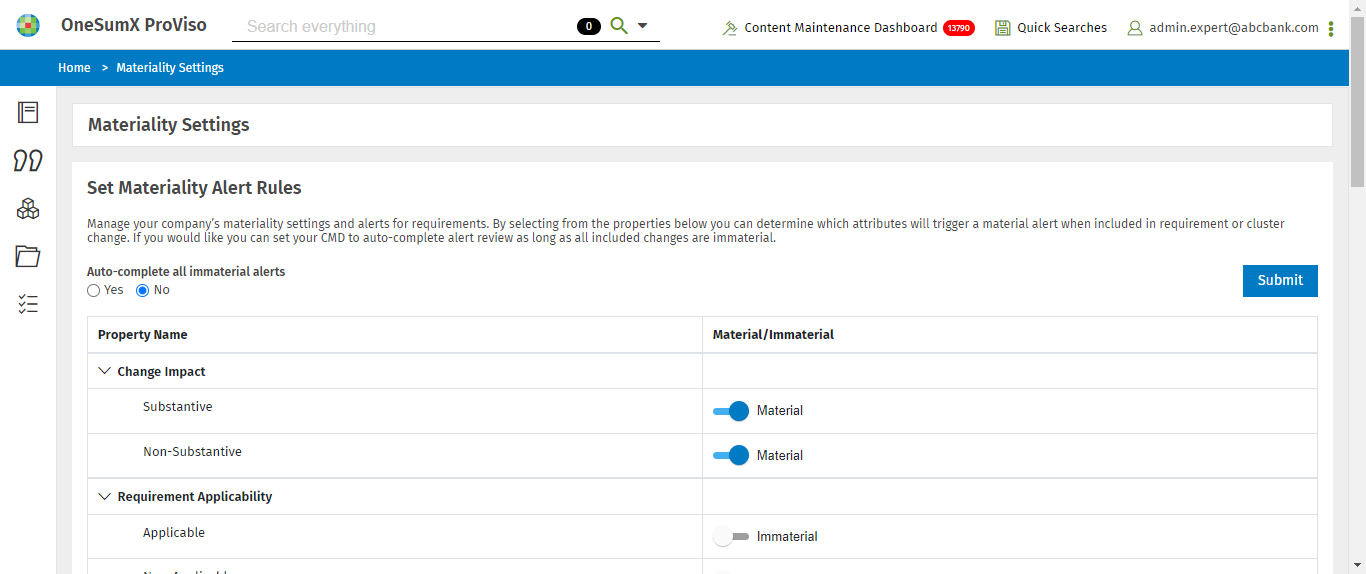 OneSumX ProViso
Search everything
0
Content Maintenance Dashboard 13790
Quick Searches
admin.expert@abcbank.com
Home > Materiality Settings
Materiality Settings
Set Materiality Alert Rules
Manage your company’s materiality settings and alerts for requirements. By selecting from the properties below you can determine which attributes will trigger a material alert when included in requirement or cluster
change. If you would like you can set your CMD to auto-complete alert review as long as all included changes are immaterial.
Auto-complete all immaterial alerts
Yes No
Submit
Property Name Material/Immaterial
Change Impact
Substantive Material
Non-Substantive Material
Requirement Applicability
Applicable Immaterial